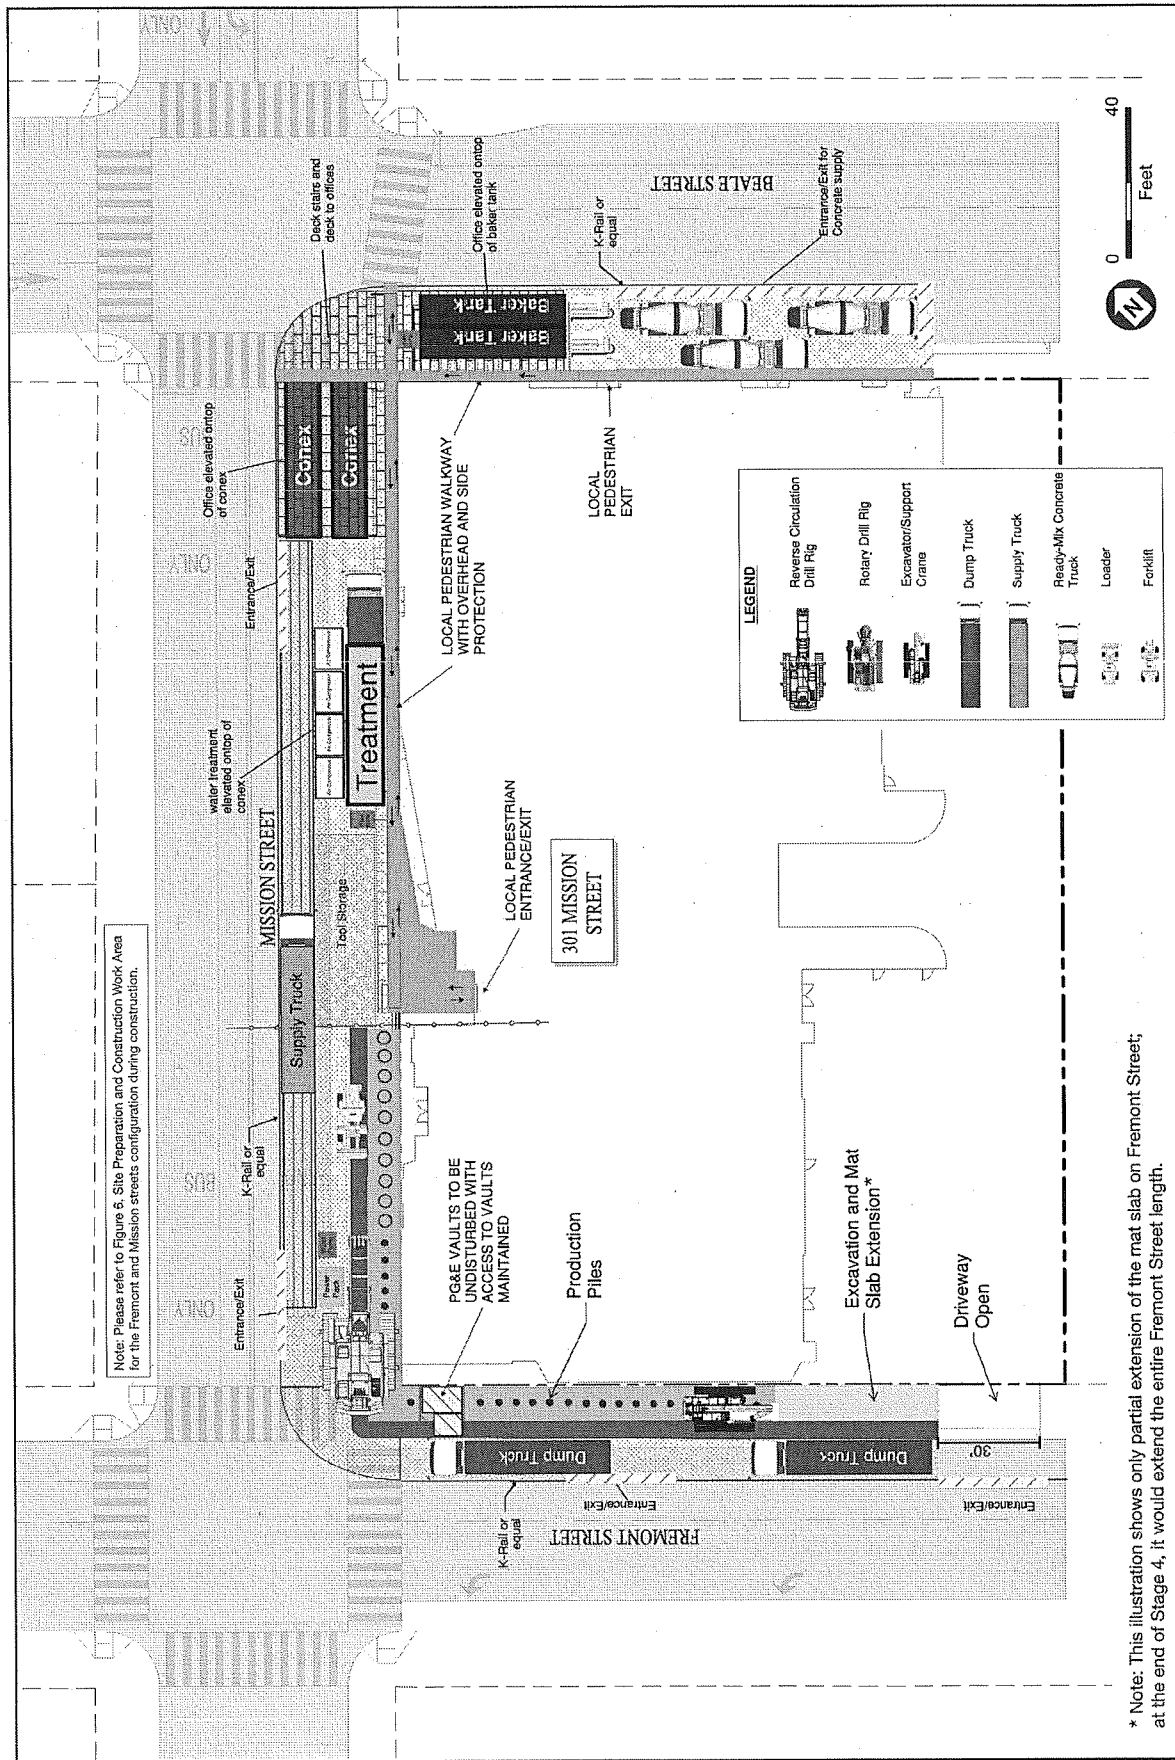 Note: Please refer to Figure 6, Site Preparation and Construction Work Area
for the Fremont and Mission streets configuration during construction.
ONLY
BUS
ONLY
US
ONLY
MISSION STREET
Entrance/Exit
K-Rail or
equal
water treatment
elevated ontop of
conex
Entrance/Exit
Office elevated ontop
of conex
Deck stairs and
deck to offices
Power
Pack
Supply Truck
Tool Storage
Treatment
Conex
Conex
Baker Tank
Baker Tank
Office elevated ontop
of baker tank
K-Rail or
equal
BEALE STREET
Entrance/Exit for
Concrete supply
PG&E VAULTS TO BE
UNDISTURBED WITH
ACCESS TO VAULTS
MAINTAINED
LOCAL PEDESTRIAN
ENTRANCE/EXIT
LOCAL PEDESTRIAN WALKWAY
WITH OVERHEAD AND SIDE
PROTECTION
LOCAL
PEDESTRIAN
EXIT
301 MISSION
STREET
Production
Piles
Dump Truck
Dump Truck
K-Rail or
equal
Entrance/Exit
Entrance/Exit
FREMONT STREET
Excavation and Mat
Slab Extension*
Driveway
Open
30'
LEGEND
Reverse Circulation
Drill Rig
Rotary Drill Rig
Excavator/Support
Crane
Dump Truck
Supply Truck
Ready-Mix Concrete
Truck
Loader
Forklift
N
0 40
Feet
* Note: This illustration shows only partial extension of the mat slab on Fremont Street;
at the end of Stage 4, it would extend the entire Fremont Street length.